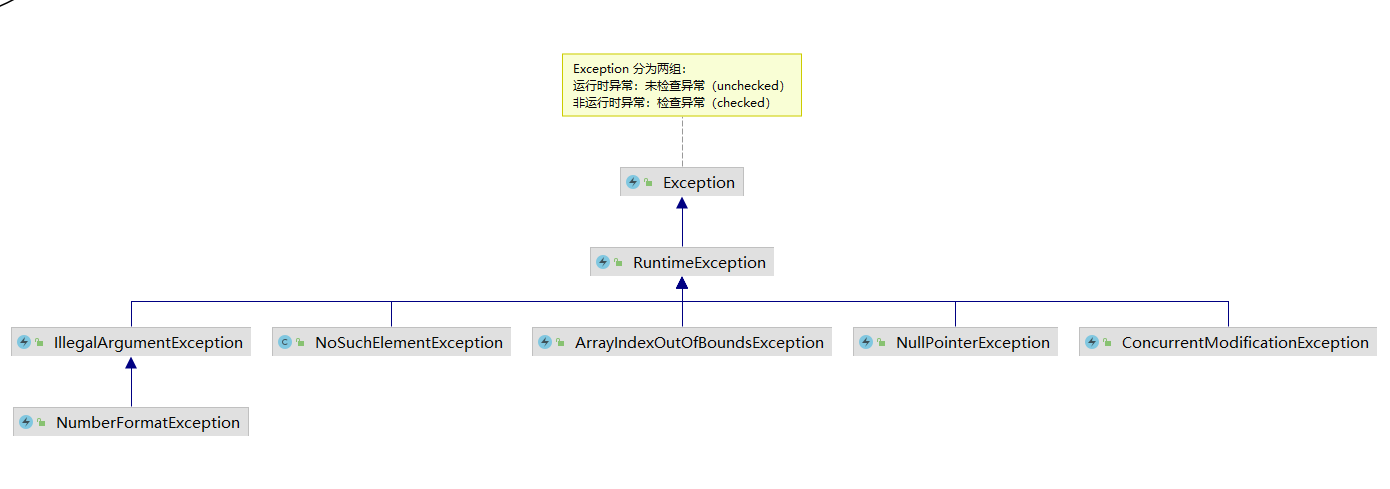 Exception 分为两组：
运行时异常：未检查异常（unchecked）
非运行时异常：检查异常（checked）
Exception
RuntimeException
IllegalArgumentException
NoSuchElementException
ArrayIndexOutOfBoundsException
NullPointerException
ConcurrentModificationException
NumberFormatException